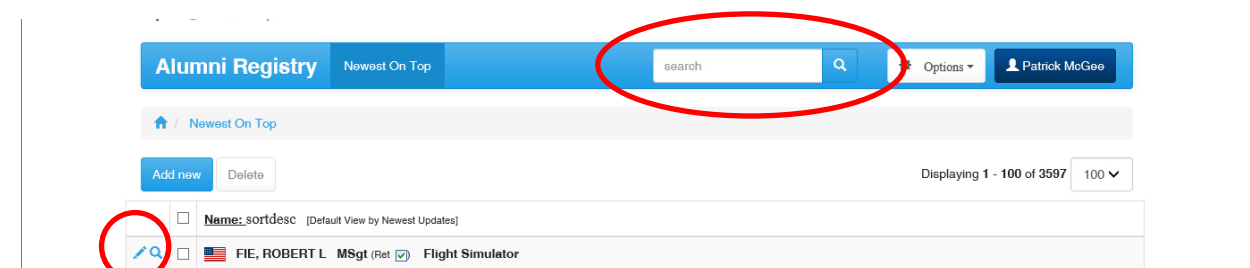 Alumni Registry Newest On Top search Options Patrick McGee
/ Newest On Top
Add new Delete Displaying 1 - 100 of 3597 100
Name: sortdesc [Default View by Newest Updates]
FIE, ROBERT L MSgt (Ret ) Flight Simulator